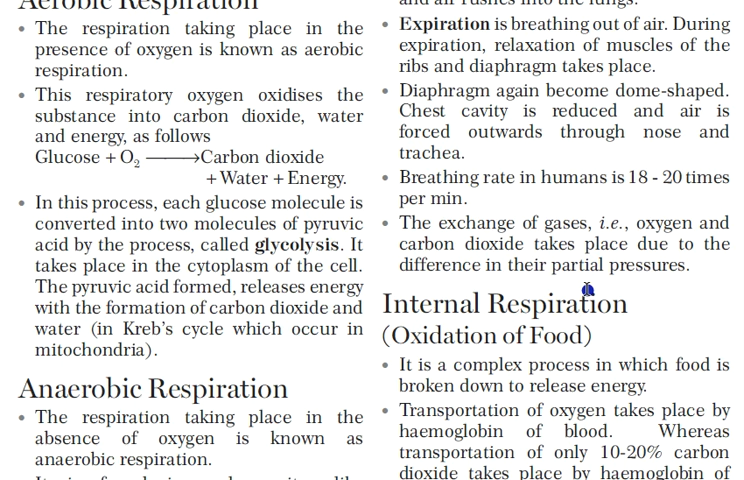 Aerobic Respiration
• The respiration taking place in the
presence of oxygen is known as aerobic
respiration.
• This respiratory oxygen oxidises the
substance into carbon dioxide, water
and energy, as follows
Glucose + O₂ ⟶ Carbon dioxide
+ Water + Energy.
• In this process, each glucose molecule is
converted into two molecules of pyruvic
acid by the process, called glycolysis. It
takes place in the cytoplasm of the cell.
The pyruvic acid formed, releases energy
with the formation of carbon dioxide and
water (in Kreb's cycle which occur in
mitochondria).
Anaerobic Respiration
• The respiration taking place in the
absence of oxygen is known as
anaerobic respiration.
and air rushes into the lungs.
• Expiration is breathing out of air. During
expiration, relaxation of muscles of the
ribs and diaphragm takes place.
• Diaphragm again become dome-shaped.
Chest cavity is reduced and air is
forced outwards through nose and
trachea.
• Breathing rate in humans is 18 - 20 times
per min.
• The exchange of gases, i.e., oxygen and
carbon dioxide takes place due to the
difference in their partial pressures.
Internal Respiration
(Oxidation of Food)
• It is a complex process in which food is
broken down to release energy.
• Transportation of oxygen takes place by
haemoglobin of blood. Whereas
transportation of only 10-20% carbon
dioxide takes place by haemoglobin of